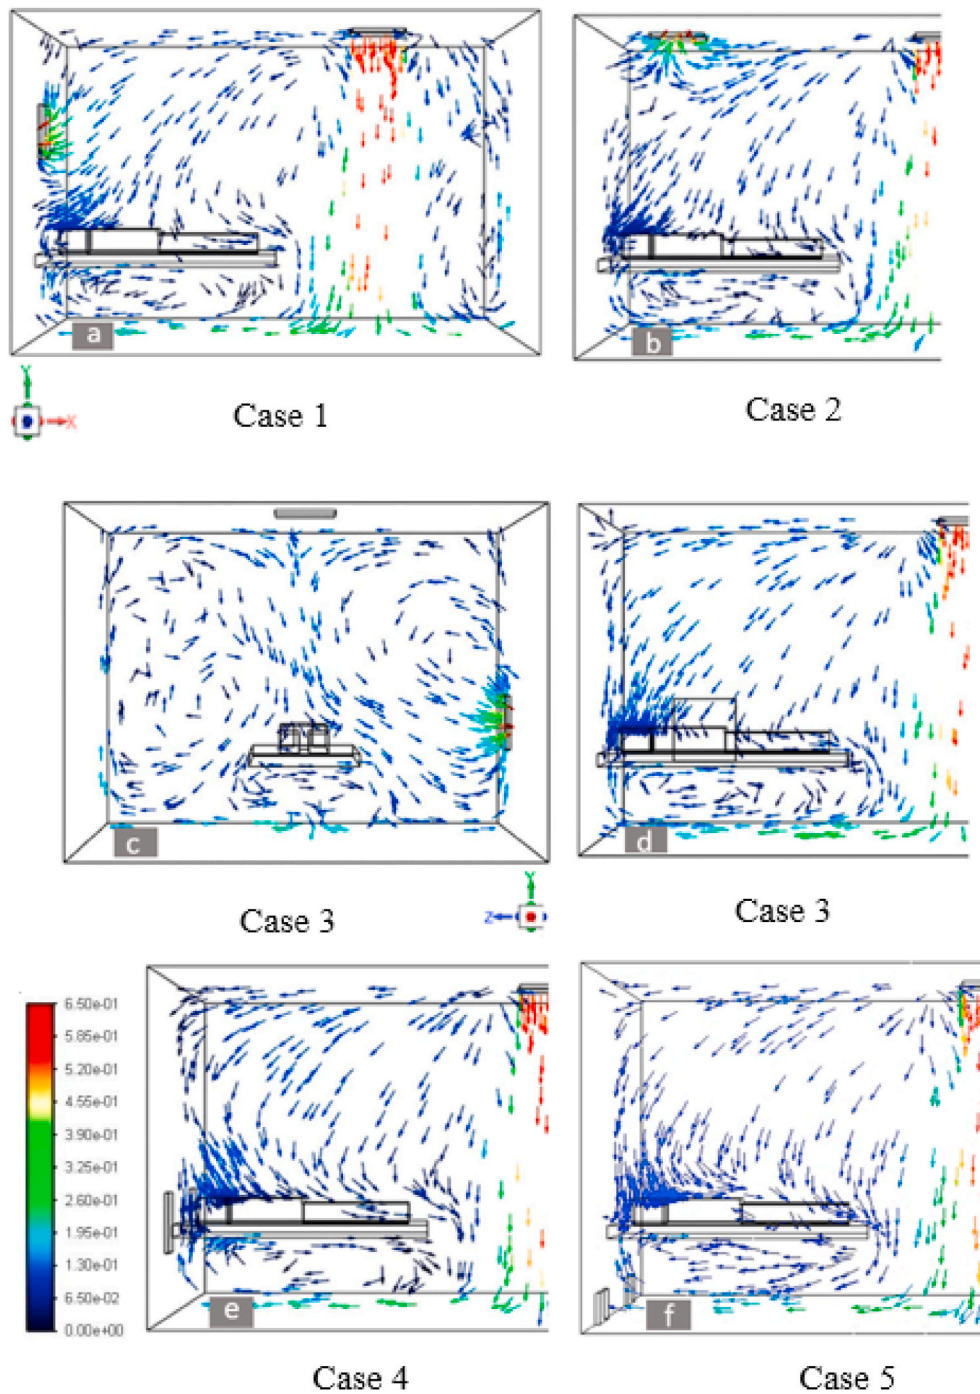 a
b
Y
X
Case 1
Case 2
c
d
Case 3
Y
Z
Case 3
6.50e-01
5.85e-01
5.20e-01
4.55e-01
3.90e-01
3.25e-01
2.60e-01
1.95e-01
1.30e-01
6.50e-02
0.00e+00
e
f
Case 4
Case 5